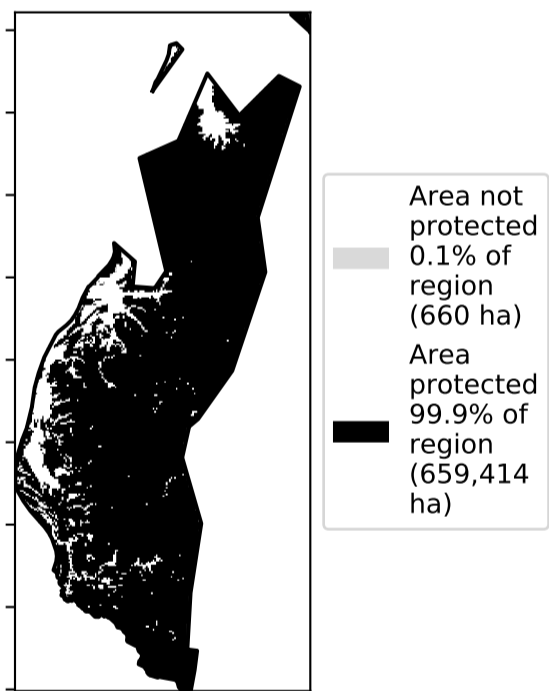 Area not
protected
0.1% of
region
(660 ha)
Area
protected
99.9% of
region
(659,414
ha)